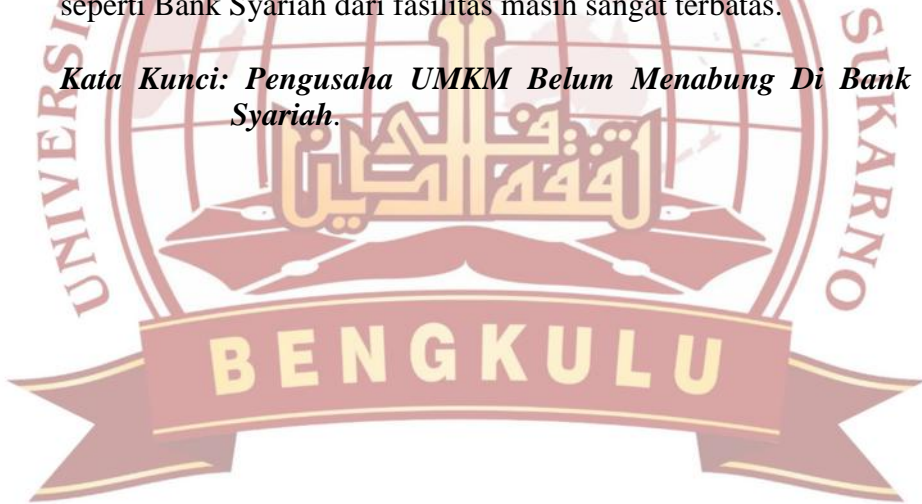 seperti Bank Syariah dari fasilitas masih sangat terbatas.
Kata Kunci: Pengusaha UMKM Belum Menabung Di Bank
Syariah.
UNIVERSI
SUKARNO
BENGKULU